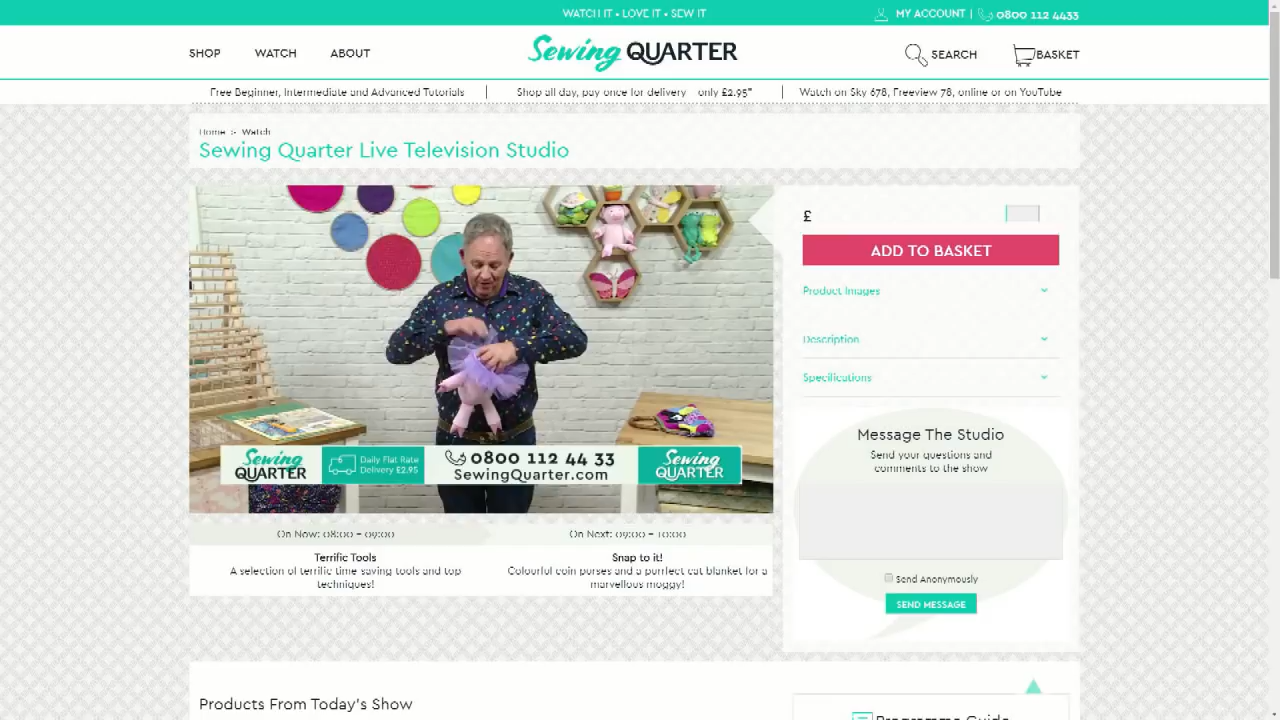 WATCH IT • LOVE IT • SEW IT
MY ACCOUNT | 0800 112 4433
SHOP WATCH ABOUT
Sewing QUARTER
SEARCH BASKET
Free Beginner, Intermediate and Advanced Tutorials | Shop all day, pay once for delivery only £2.95* | Watch on Sky 678, Freeview 78, online or on YouTube
Home > Watch
Sewing Quarter Live Television Studio
£
ADD TO BASKET
Product Images
Description
Specifications
Message The Studio
Send your questions and
comments to the show
Send Anonymously
SEND MESSAGE
Sewing QUARTER
Daily Flat Rate
Delivery £2.95
0800 112 44 33
SewingQuarter.com
Sewing QUARTER
On Now: 08:00 - 09:00
Terrific Tools
A selection of terrific time saving tools and top
techniques!
On Next: 09:00 - 10:00
Snap to it!
Colourful coin purses and a purrfect cat blanket for a
marvellous moggy!
Products From Today's Show
Programme Guide